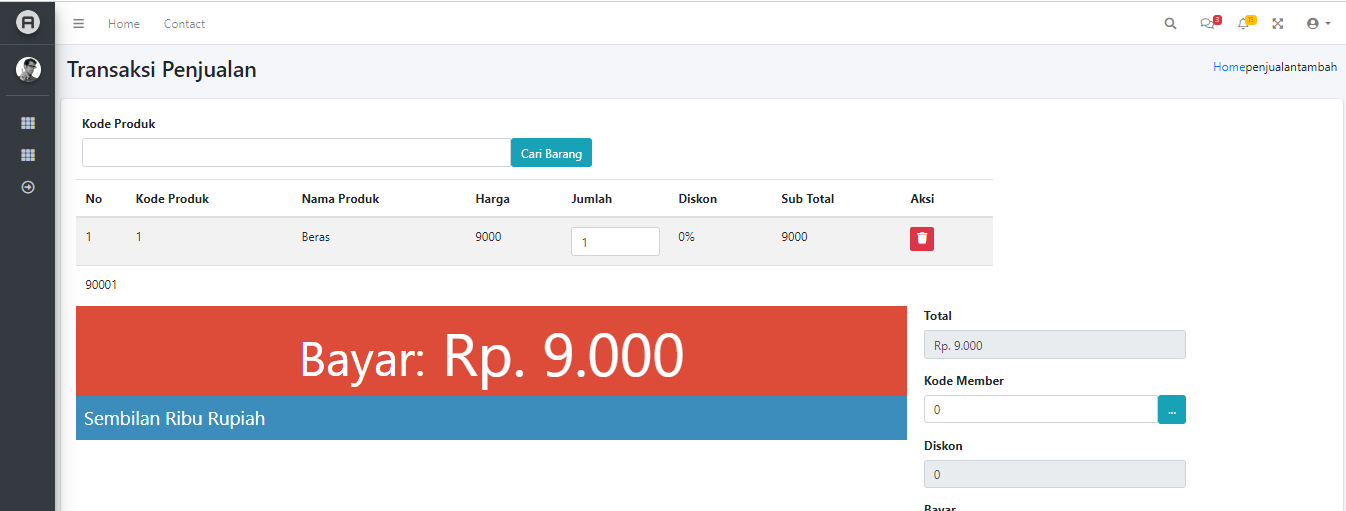 Home Contact 3 15
Transaksi Penjualan Homepenjualantambah
Kode Produk
Cari Barang
No Kode Produk Nama Produk Harga Jumlah Diskon Sub Total Aksi
1 1 Beras 9000 1 0% 9000
90001
Bayar: Rp. 9.000
Sembilan Ribu Rupiah
Total
Rp. 9.000
Kode Member
0 ...
Diskon
0
Bayar